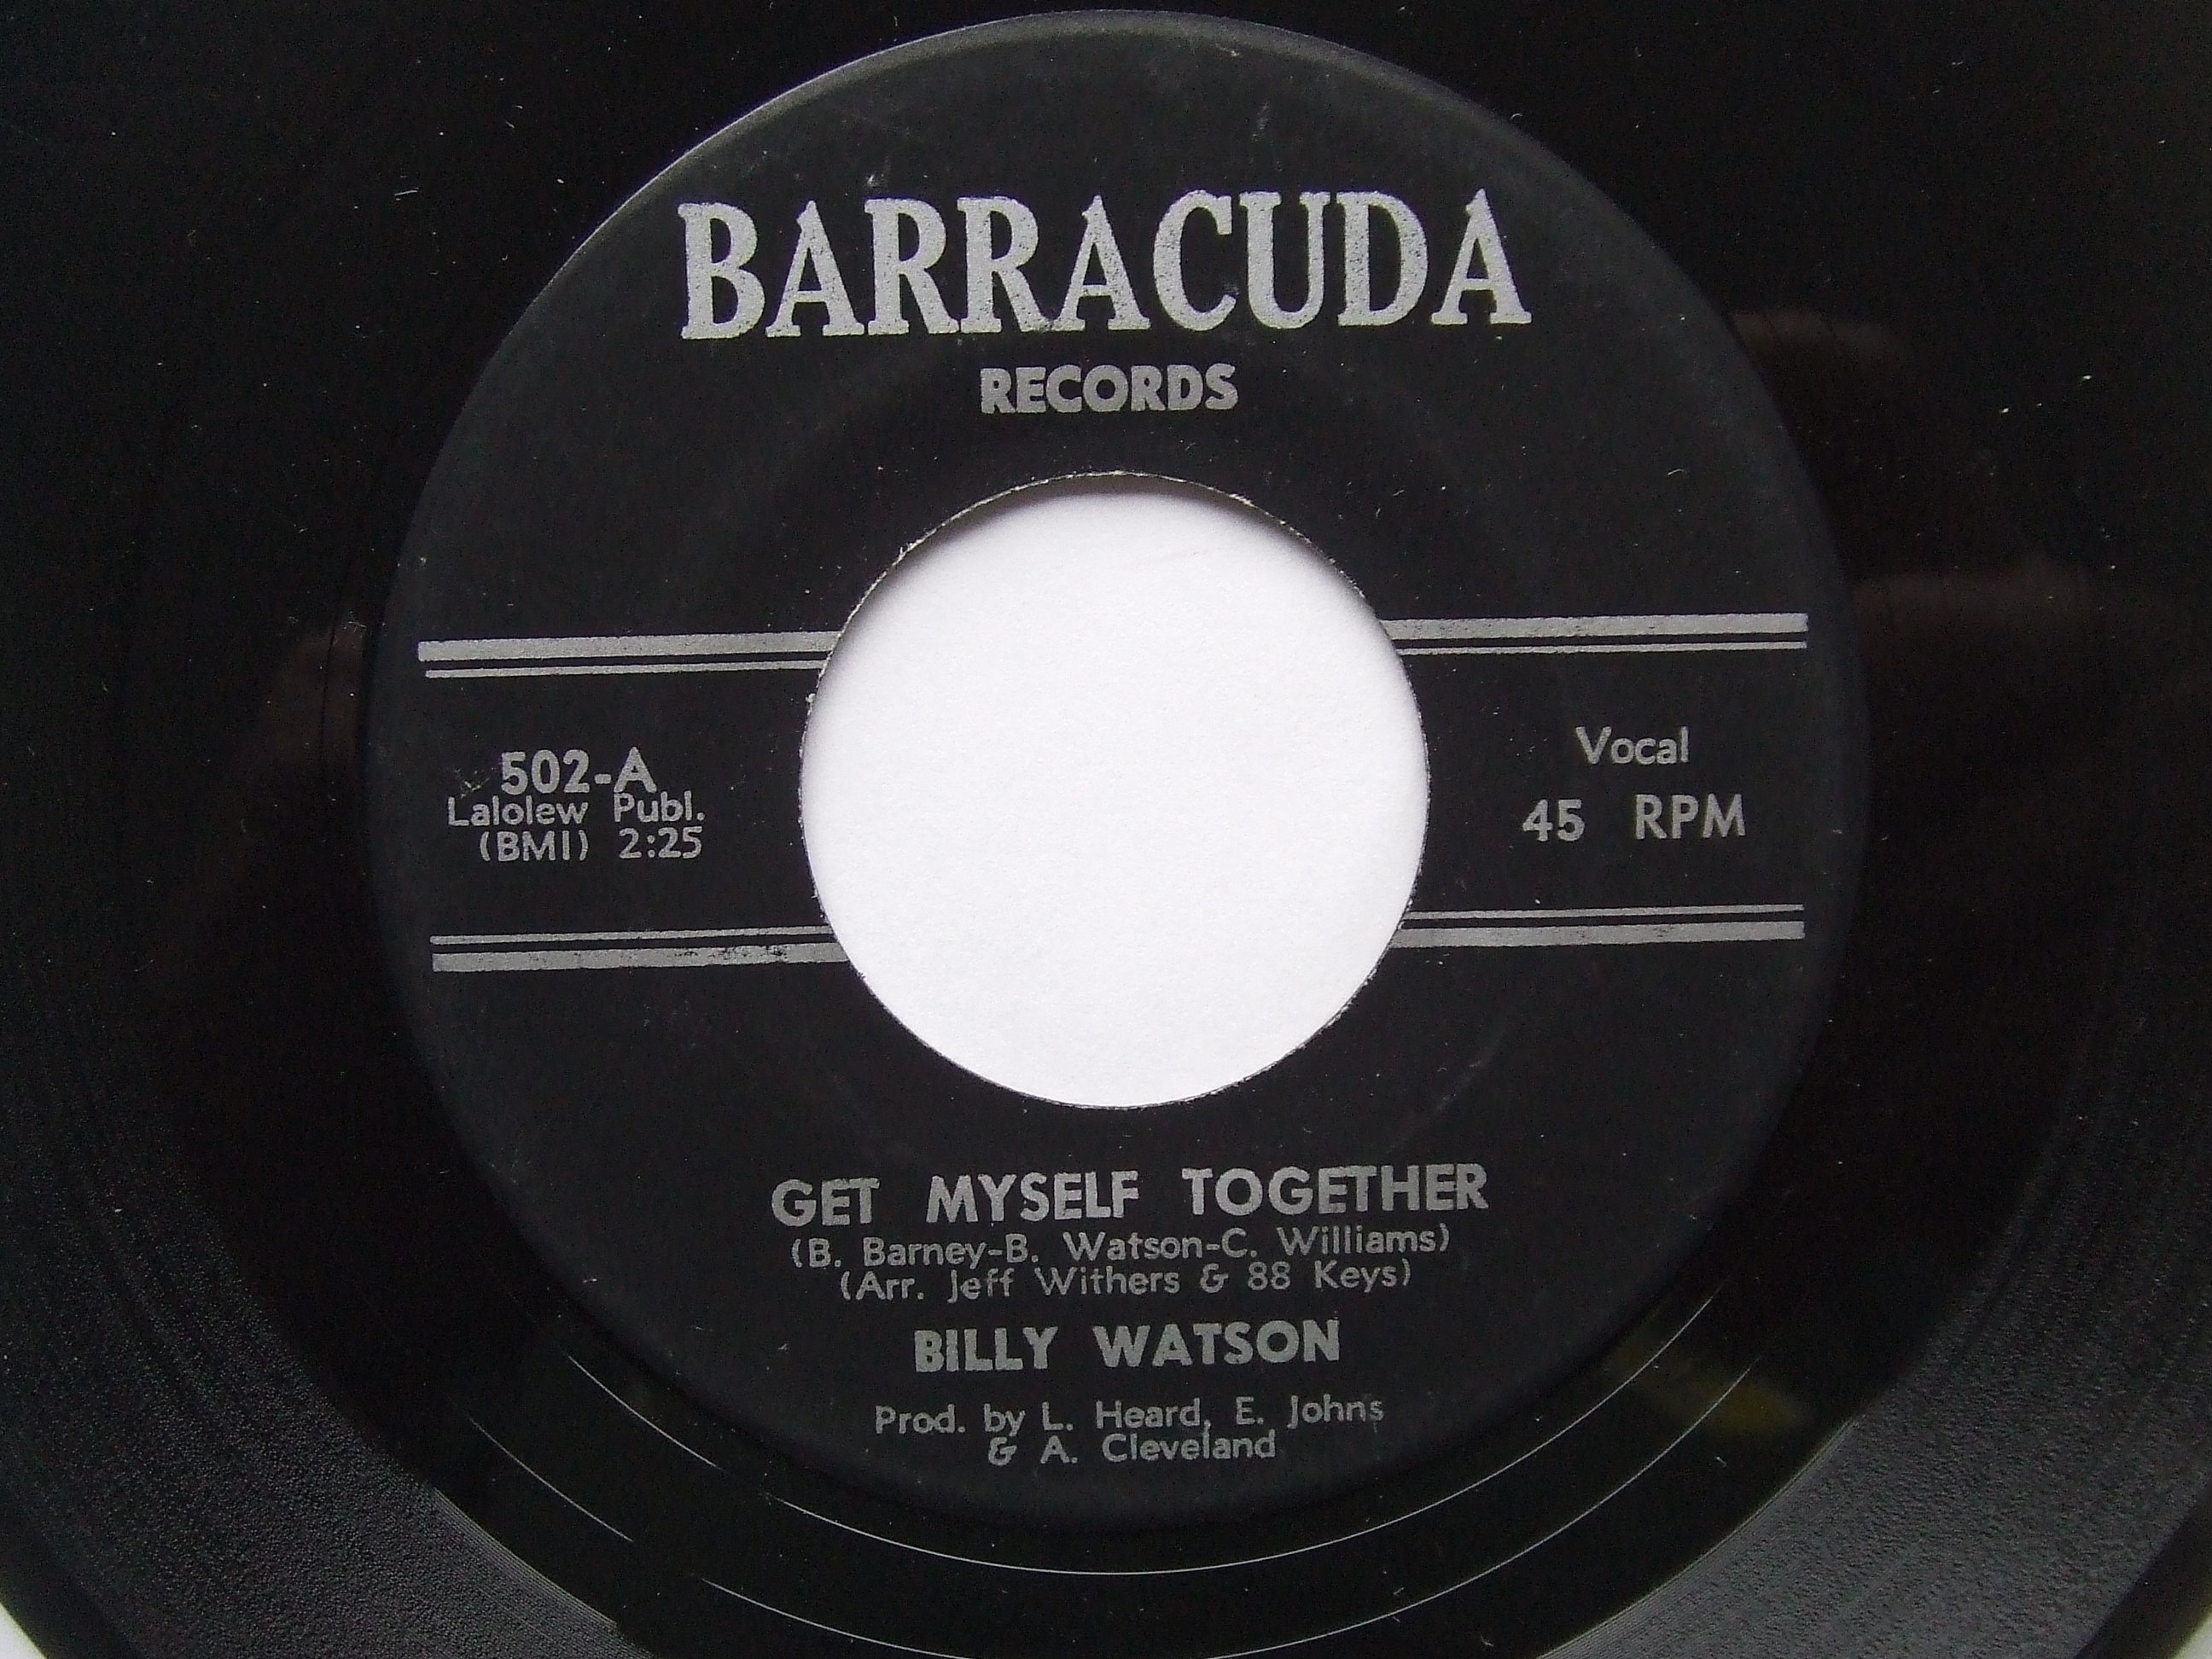 BARRACUDA
RECORDS
502-A
Lalolew Publ.
(BMI) 2:25
Vocal
45 RPM
GET MYSELF TOGETHER
(B. Barney-B. Watson-C. Williams)
(Arr. Jeff Withers & 88 Keys)
BILLY WATSON
Prod. by L. Heard, E. Johns
& A. Cleveland